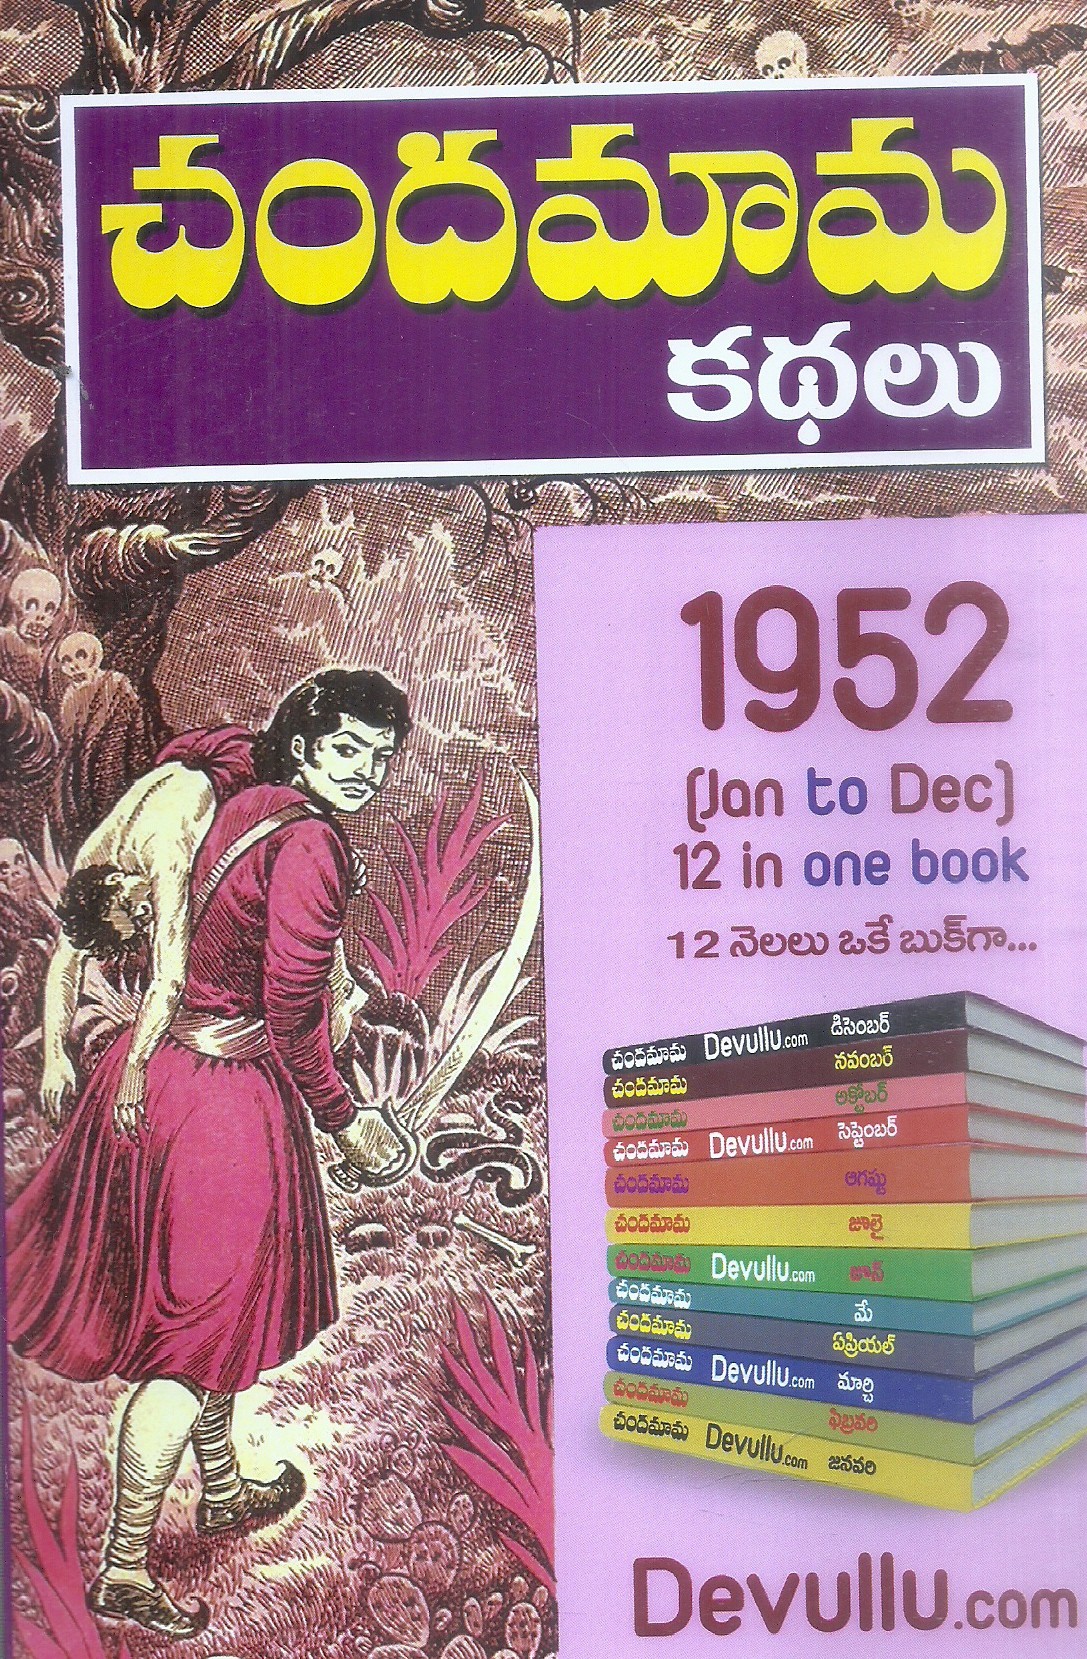 చందమామ
కథలు
1952
(Jan to Dec)
12 in one book
12 నెలలు ఒకే బుక్‌గా...
చందమామ Devullu.com డిసెంబర్
చందమామ నవంబర్
చందమామ అక్టోబర్
చందమామ Devullu.com సెప్టెంబర్
చందమామ ఆగష్టు
చందమామ జూలై
చందమామ Devullu.com జూన్
చందమామ మే
చందమామ ఏప్రియల్
చందమామ Devullu.com మార్చి
చందమామ ఫిబ్రవరి
చందమామ Devullu.com జనవరి
Devullu.com